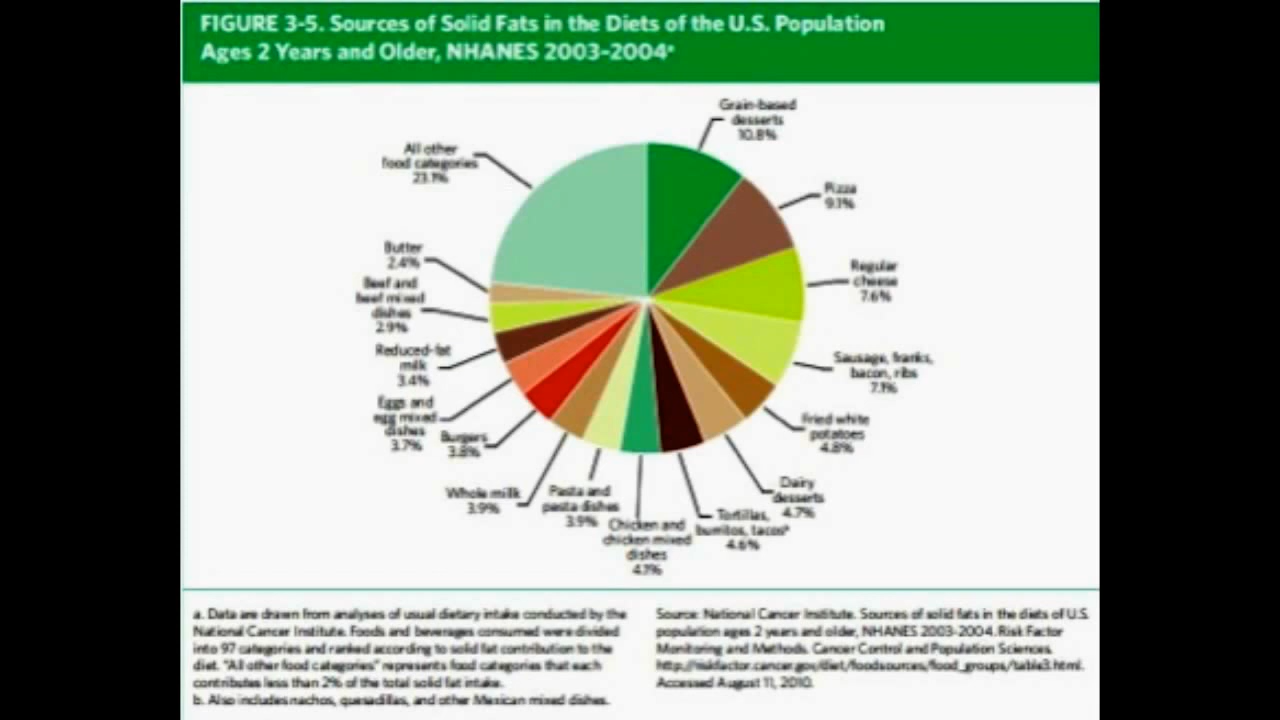 FIGURE 3-5. Sources of Solid Fats in the Diets of the U.S. Population
Ages 2 Years and Older, NHANES 2003–2004a
Grain-based
desserts
10.8%
Pizza
9.1%
Regular
cheese
7.6%
Sausage, franks,
bacon, ribs
7.1%
Fried white
potatoes
4.8%
Dairy
desserts
4.7%
Tortillas,
burritos, tacosb
4.6%
Chicken and
chicken mixed
dishes
4.1%
Pasta and
pasta dishes
3.9%
Whole milk
3.9%
Burgers
3.8%
Eggs and
egg mixed
dishes
3.7%
Reduced-fat
milk
3.4%
Beef and
beef mixed
dishes
2.9%
Butter
2.4%
All other
food categories
23.1%
a. Data are drawn from analyses of usual dietary intake conducted by the
National Cancer Institute. Foods and beverages consumed were divided
into 97 categories and ranked according to solid fat contribution to the
diet. "All other food categories" represents food categories that each
contributes less than 2% of the total solid fat intake.
b. Also includes nachos, quesadillas, and other Mexican mixed dishes.
Source: National Cancer Institute. Sources of solid fats in the diets of U.S.
population ages 2 years and older, NHANES 2003-2004. Risk Factor
Monitoring and Methods. Cancer Control and Population Sciences.
http://riskfactor.cancer.gov/diet/foodsources/food_groups/table3.html.
Accessed August 11, 2010.